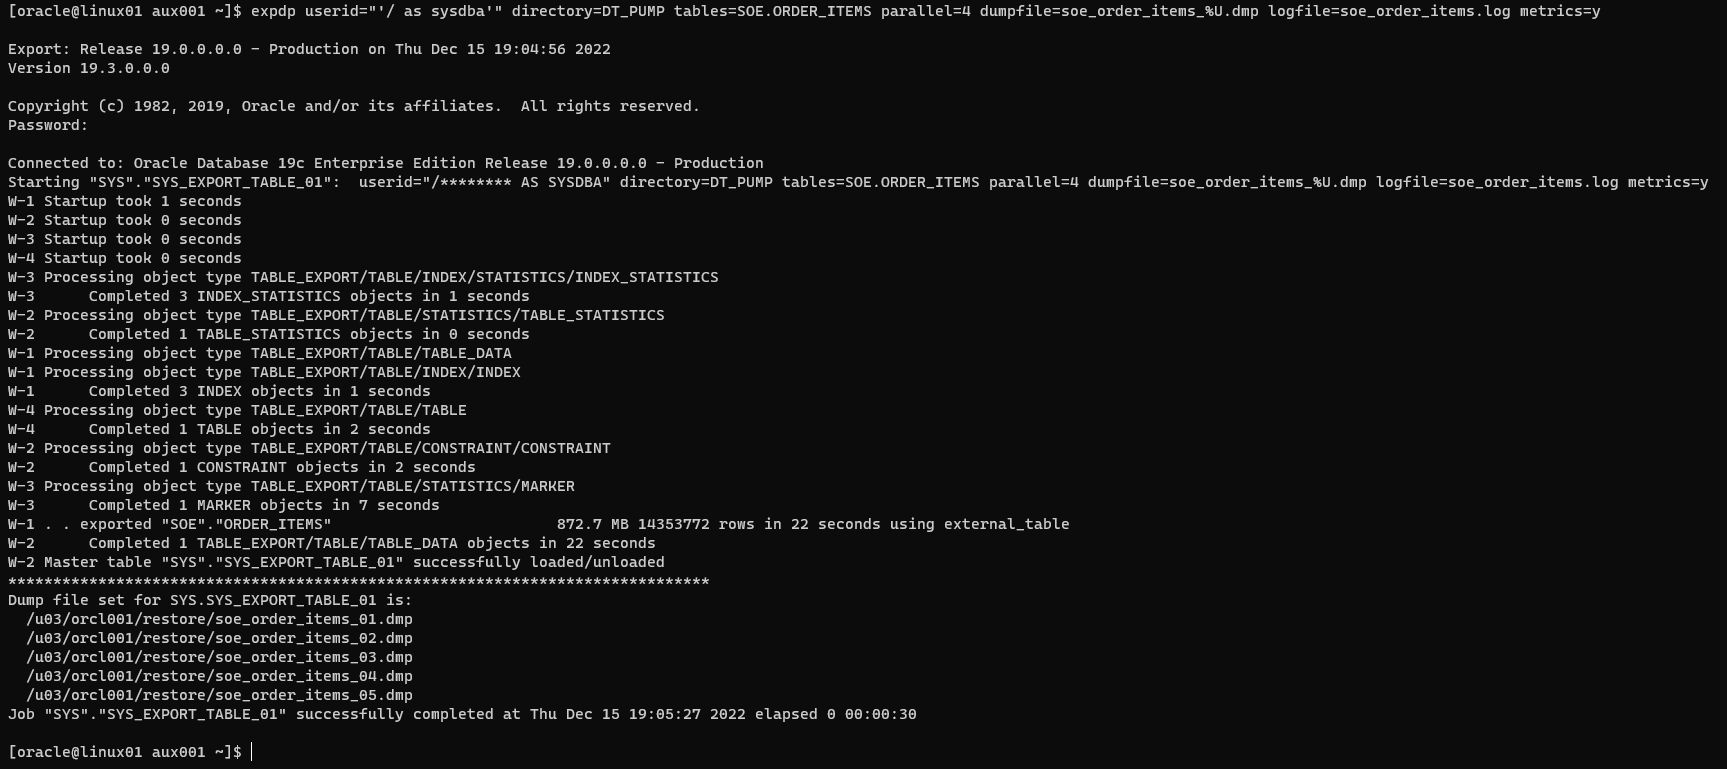 [oracle@linux01 aux001 ~]$ expdp userid="'/ as sysdba'" directory=DT_PUMP tables=SOE.ORDER_ITEMS parallel=4 dumpfile=soe_order_items_%U.dmp logfile=soe_order_items.log metrics=y
Export: Release 19.0.0.0.0 - Production on Thu Dec 15 19:04:56 2022
Version 19.3.0.0.0
Copyright (c) 1982, 2019, Oracle and/or its affiliates.  All rights reserved.
Password:
Connected to: Oracle Database 19c Enterprise Edition Release 19.0.0.0.0 - Production
Starting "SYS"."SYS_EXPORT_TABLE_01":  userid="/******** AS SYSDBA" directory=DT_PUMP tables=SOE.ORDER_ITEMS parallel=4 dumpfile=soe_order_items_%U.dmp logfile=soe_order_items.log metrics=y
W-1 Startup took 1 seconds
W-2 Startup took 0 seconds
W-3 Startup took 0 seconds
W-4 Startup took 0 seconds
W-3 Processing object type TABLE_EXPORT/TABLE/INDEX/STATISTICS/INDEX_STATISTICS
W-3      Completed 3 INDEX_STATISTICS objects in 1 seconds
W-2 Processing object type TABLE_EXPORT/TABLE/STATISTICS/TABLE_STATISTICS
W-2      Completed 1 TABLE_STATISTICS objects in 0 seconds
W-1 Processing object type TABLE_EXPORT/TABLE/TABLE_DATA
W-1 Processing object type TABLE_EXPORT/TABLE/INDEX/INDEX
W-1      Completed 3 INDEX objects in 1 seconds
W-4 Processing object type TABLE_EXPORT/TABLE/TABLE
W-4      Completed 1 TABLE objects in 2 seconds
W-2 Processing object type TABLE_EXPORT/TABLE/CONSTRAINT/CONSTRAINT
W-2      Completed 1 CONSTRAINT objects in 2 seconds
W-3 Processing object type TABLE_EXPORT/TABLE/STATISTICS/MARKER
W-3      Completed 1 MARKER objects in 7 seconds
W-1 . . exported "SOE"."ORDER_ITEMS"                         872.7 MB 14353772 rows in 22 seconds using external_table
W-2      Completed 1 TABLE_EXPORT/TABLE/TABLE_DATA objects in 22 seconds
W-2 Master table "SYS"."SYS_EXPORT_TABLE_01" successfully loaded/unloaded
******************************************************************************
Dump file set for SYS.SYS_EXPORT_TABLE_01 is:
  /u03/orcl001/restore/soe_order_items_01.dmp
  /u03/orcl001/restore/soe_order_items_02.dmp
  /u03/orcl001/restore/soe_order_items_03.dmp
  /u03/orcl001/restore/soe_order_items_04.dmp
  /u03/orcl001/restore/soe_order_items_05.dmp
Job "SYS"."SYS_EXPORT_TABLE_01" successfully completed at Thu Dec 15 19:05:27 2022 elapsed 0 00:00:30
[oracle@linux01 aux001 ~]$